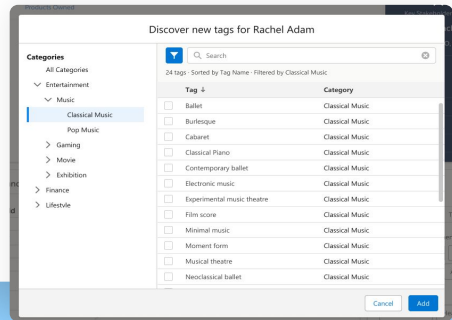 Products Owned
Discover new tags for Rachel Adam
Categories
All Categories
Entertainment
Music
Classical Music
Pop Music
Gaming
Movie
Exhibition
Finance
Lifestyle
Search
24 tags · Sorted by Tag Name · Filtered by Classical Music
Tag ↓ Category
Ballet Classical Music
Burlesque Classical Music
Cabaret Classical Music
Classical Piano Classical Music
Contemporary ballet Classical Music
Electronic music Classical Music
Experimental music theatre Classical Music
Film score Classical Music
Minimal music Classical Music
Moment form Classical Music
Musical theatre Classical Music
Neoclassical ballet Classical Music
Cancel Add